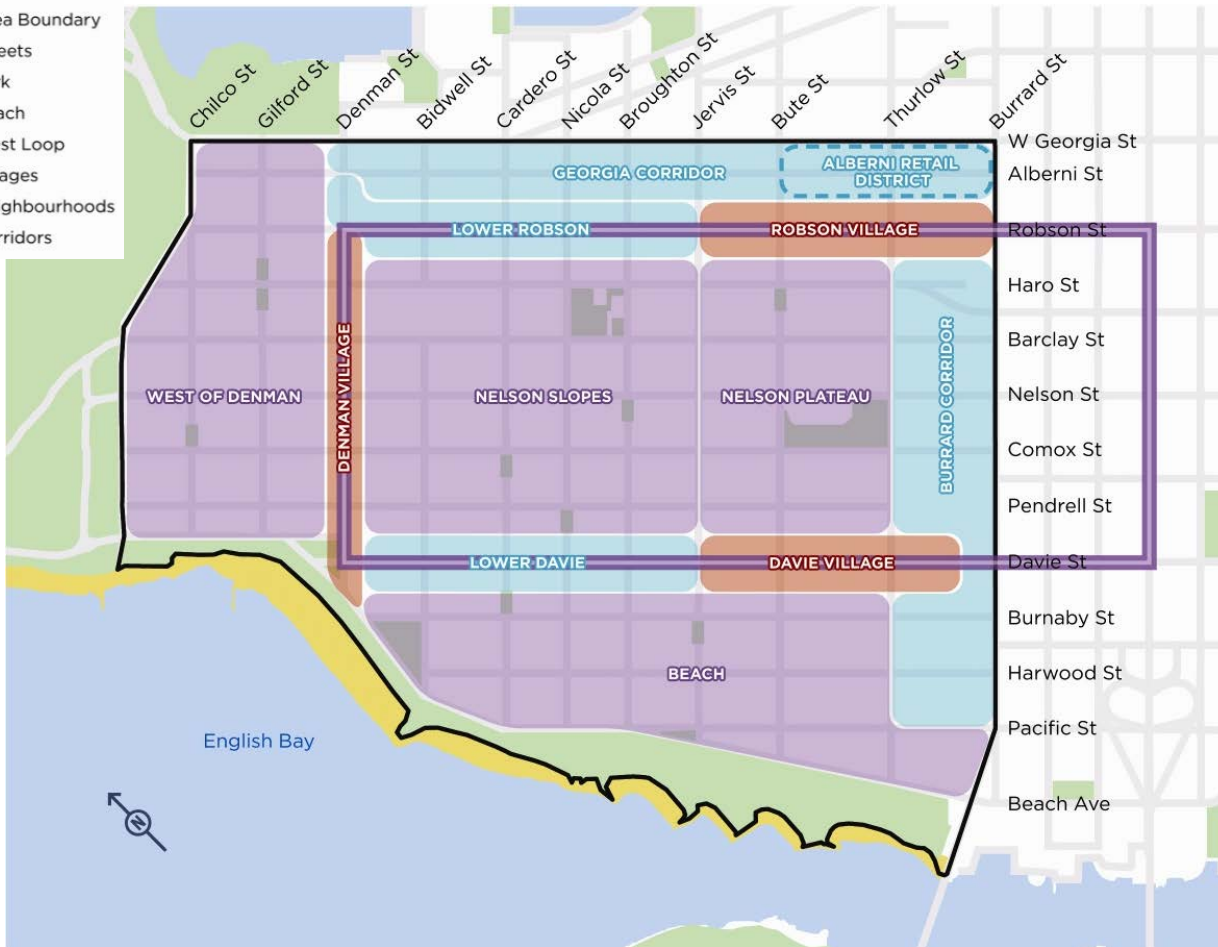 ea Boundary
eets
rk
ach
st Loop
ages
ghbourhoods
rridors
Chilco St
Gilford St
Denman St
Bidwell St
Cardero St
Nicola St
Broughton St
Jervis St
Bute St
Thurlow St
Burrard St
W Georgia St
Alberni St
Robson St
Haro St
Barclay St
Nelson St
Comox St
Pendrell St
Davie St
Burnaby St
Harwood St
Pacific St
Beach Ave
GEORGIA CORRIDOR
ALBERNI RETAIL
DISTRICT
LOWER ROBSON
ROBSON VILLAGE
WEST OF DENMAN
DENMAN VILLAGE
NELSON SLOPES
NELSON PLATEAU
BURRARD CORRIDOR
LOWER DAVIE
DAVIE VILLAGE
BEACH
English Bay
N